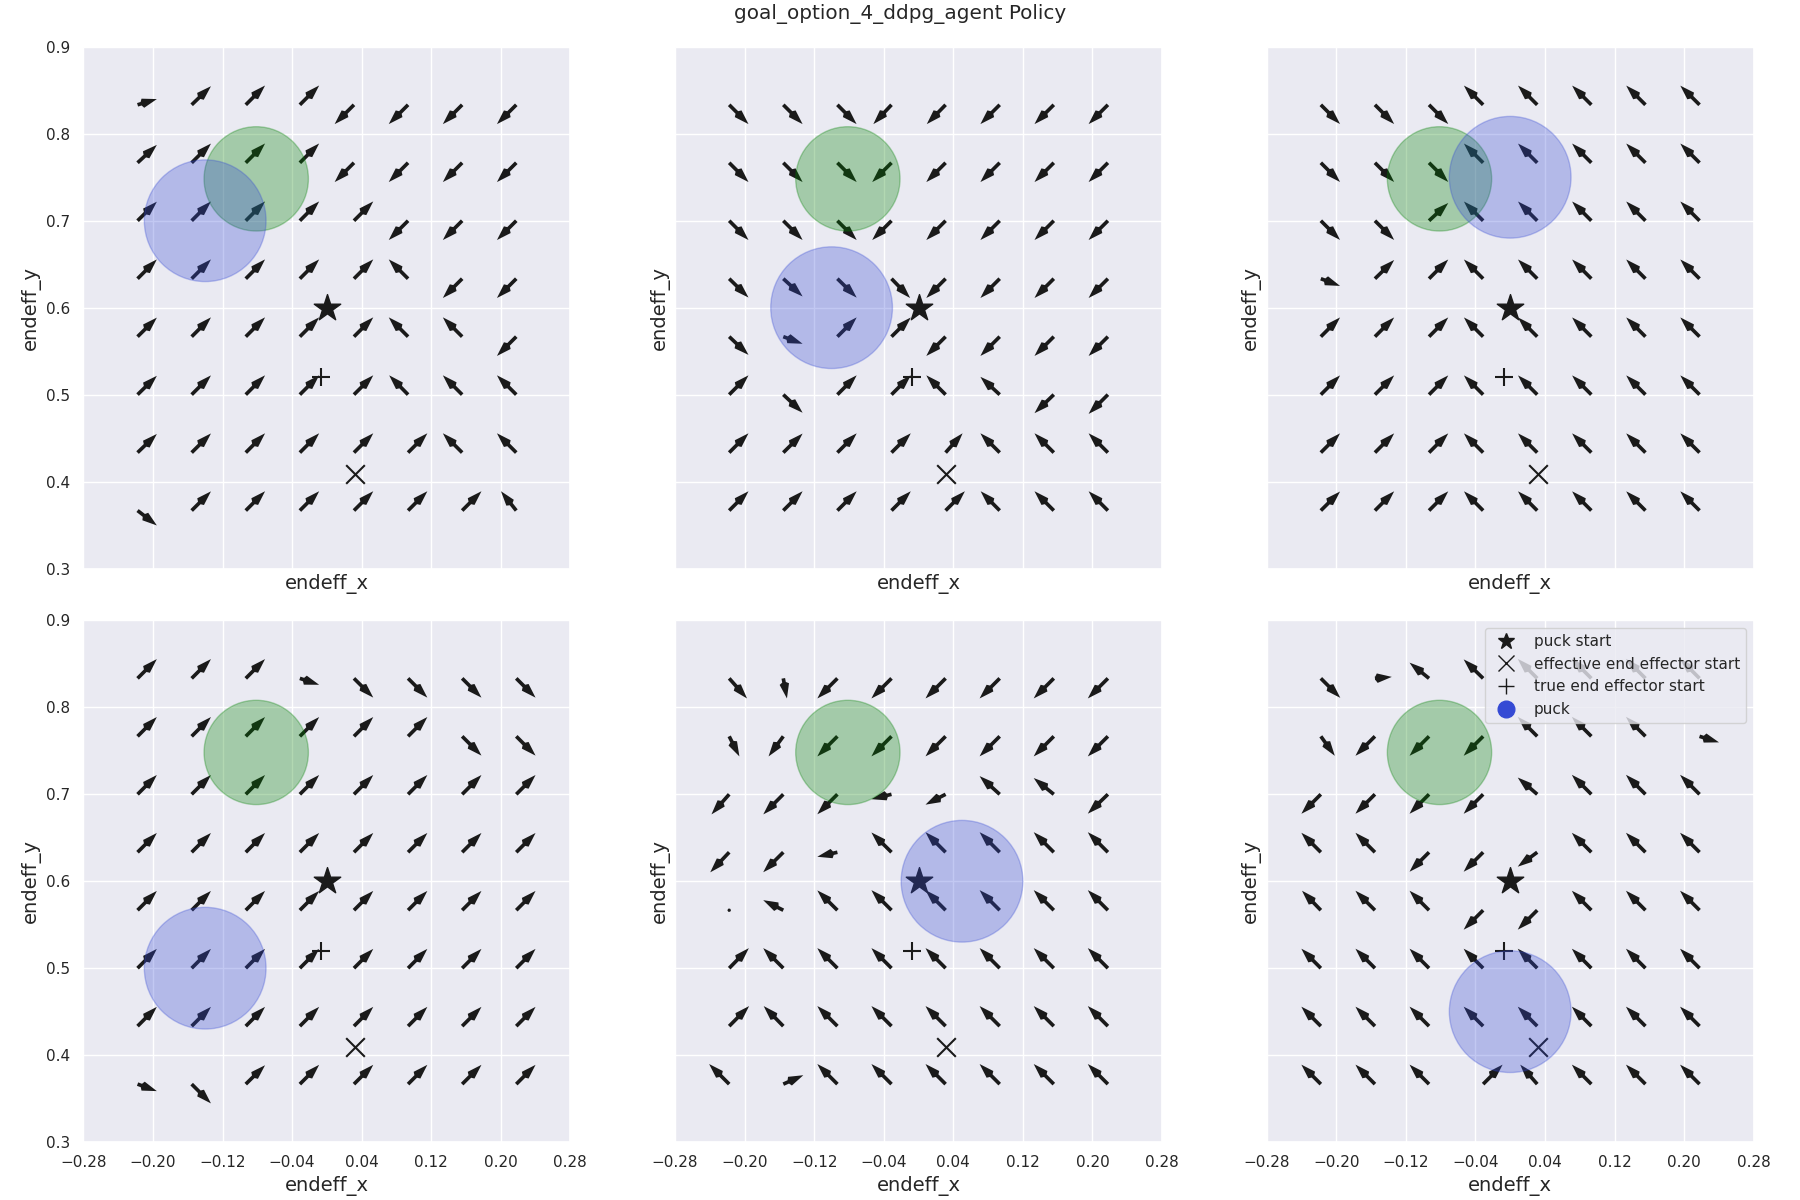 goal_option_4_ddpg_agent Policy
0.9
0.8
0.7
0.6
0.5
0.4
0.3
endeff_y
endeff_x
endeff_y
endeff_x
endeff_y
endeff_x
0.9
0.8
0.7
0.6
0.5
0.4
0.3
endeff_y
−0.28 −0.20 −0.12 −0.04 0.04 0.12 0.20 0.28
endeff_x
endeff_y
−0.28 −0.20 −0.12 −0.04 0.04 0.12 0.20 0.28
endeff_x
endeff_y
puck start
effective end effector start
true end effector start
puck
−0.28 −0.20 −0.12 −0.04 0.04 0.12 0.20 0.28
endeff_x